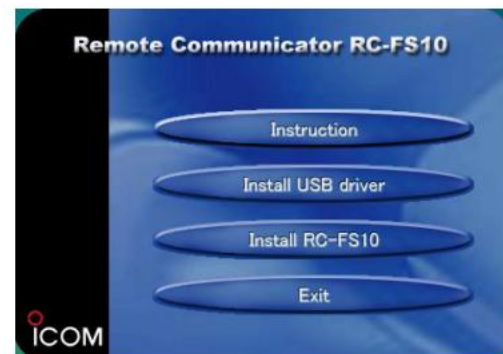 Remote Communicator RC-FS10
Instruction
Install USB driver
Install RC-FS10
Exit
ICOM